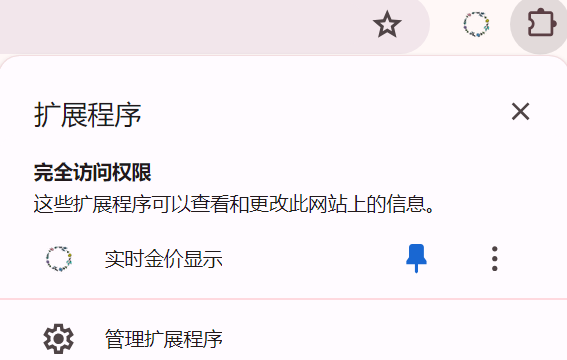 扩展程序
完全访问权限
这些扩展程序可以查看和更改此网站上的信息。
实时金价显示
管理扩展程序